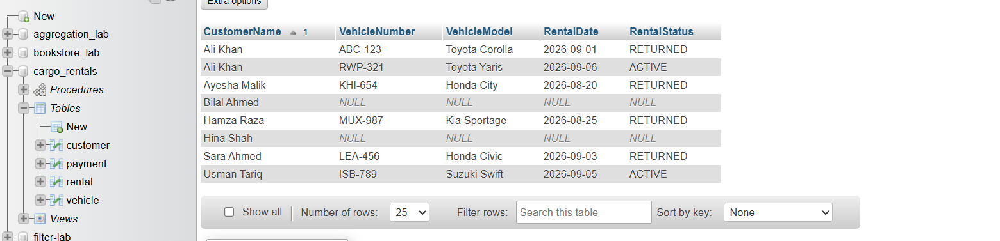 New
aggregation_lab
bookstore_lab
cargo_rentals
Procedures
Tables
New
customer
payment
rental
vehicle
Views
filter-lab
Extra options
CustomerName 1 VehicleNumber VehicleModel RentalDate RentalStatus
Ali Khan ABC-123 Toyota Corolla 2026-09-01 RETURNED
Ali Khan RWP-321 Toyota Yaris 2026-09-06 ACTIVE
Ayesha Malik KHI-654 Honda City 2026-08-20 RETURNED
Bilal Ahmed NULL NULL NULL NULL
Hamza Raza MUX-987 Kia Sportage 2026-08-25 RETURNED
Hina Shah NULL NULL NULL NULL
Sara Ahmed LEA-456 Honda Civic 2026-09-03 RETURNED
Usman Tariq ISB-789 Suzuki Swift 2026-09-05 ACTIVE
Show all Number of rows: 25 Filter rows: Search this table Sort by key: None